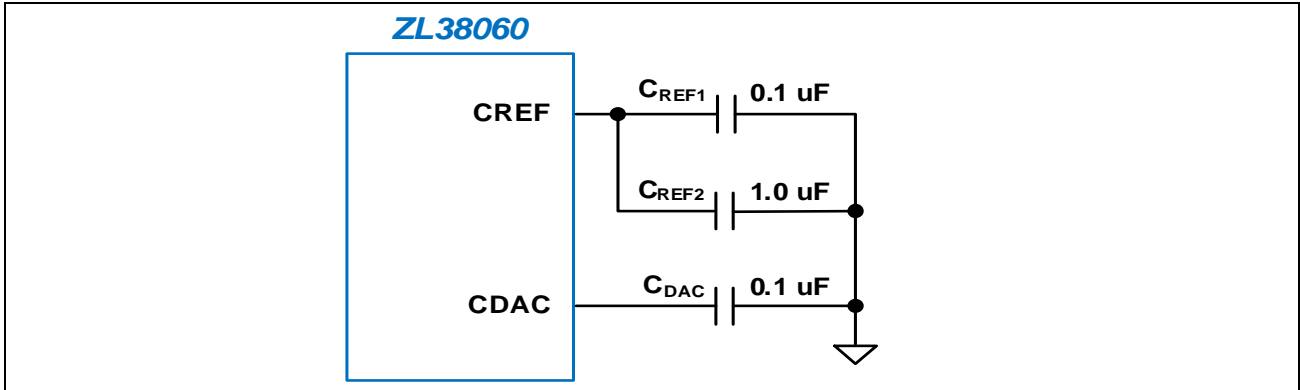 ZL38060
CREF1 0.1 uF
CREF
CREF2 1.0 uF
CDAC 0.1 uF
CDAC